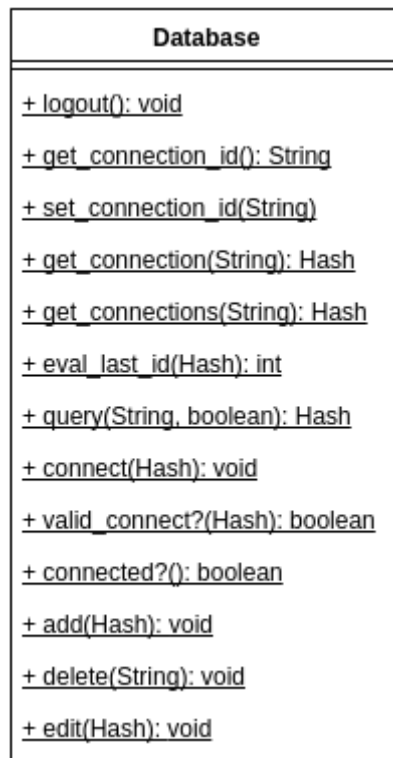 Database
+ logout(): void
+ get_connection_id(): String
+ set_connection_id(String)
+ get_connection(String): Hash
+ get_connections(String): Hash
+ eval_last_id(Hash): int
+ query(String, boolean): Hash
+ connect(Hash): void
+ valid_connect?(Hash): boolean
+ connected?(): boolean
+ add(Hash): void
+ delete(String): void
+ edit(Hash): void